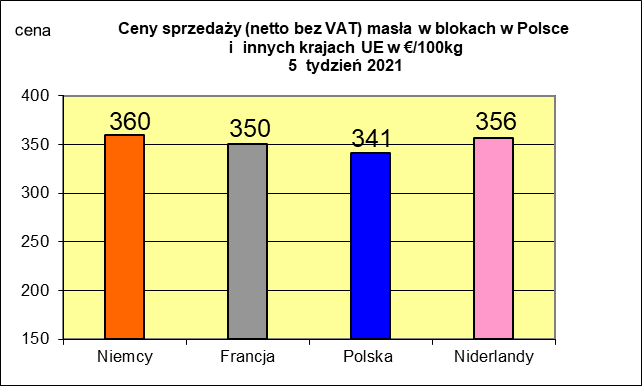 cena
Ceny sprzedaży (netto bez VAT) masła w blokach w Polsce
i innych krajach UE w €/100kg
5 tydzień 2021
400
350
300
250
200
150
360
350
341
356
Niemcy
Francja
Polska
Niderlandy